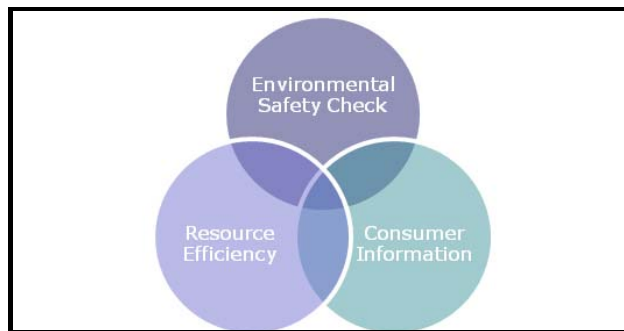 Environmental
Safety Check
Resource
Efficiency
Consumer
Information